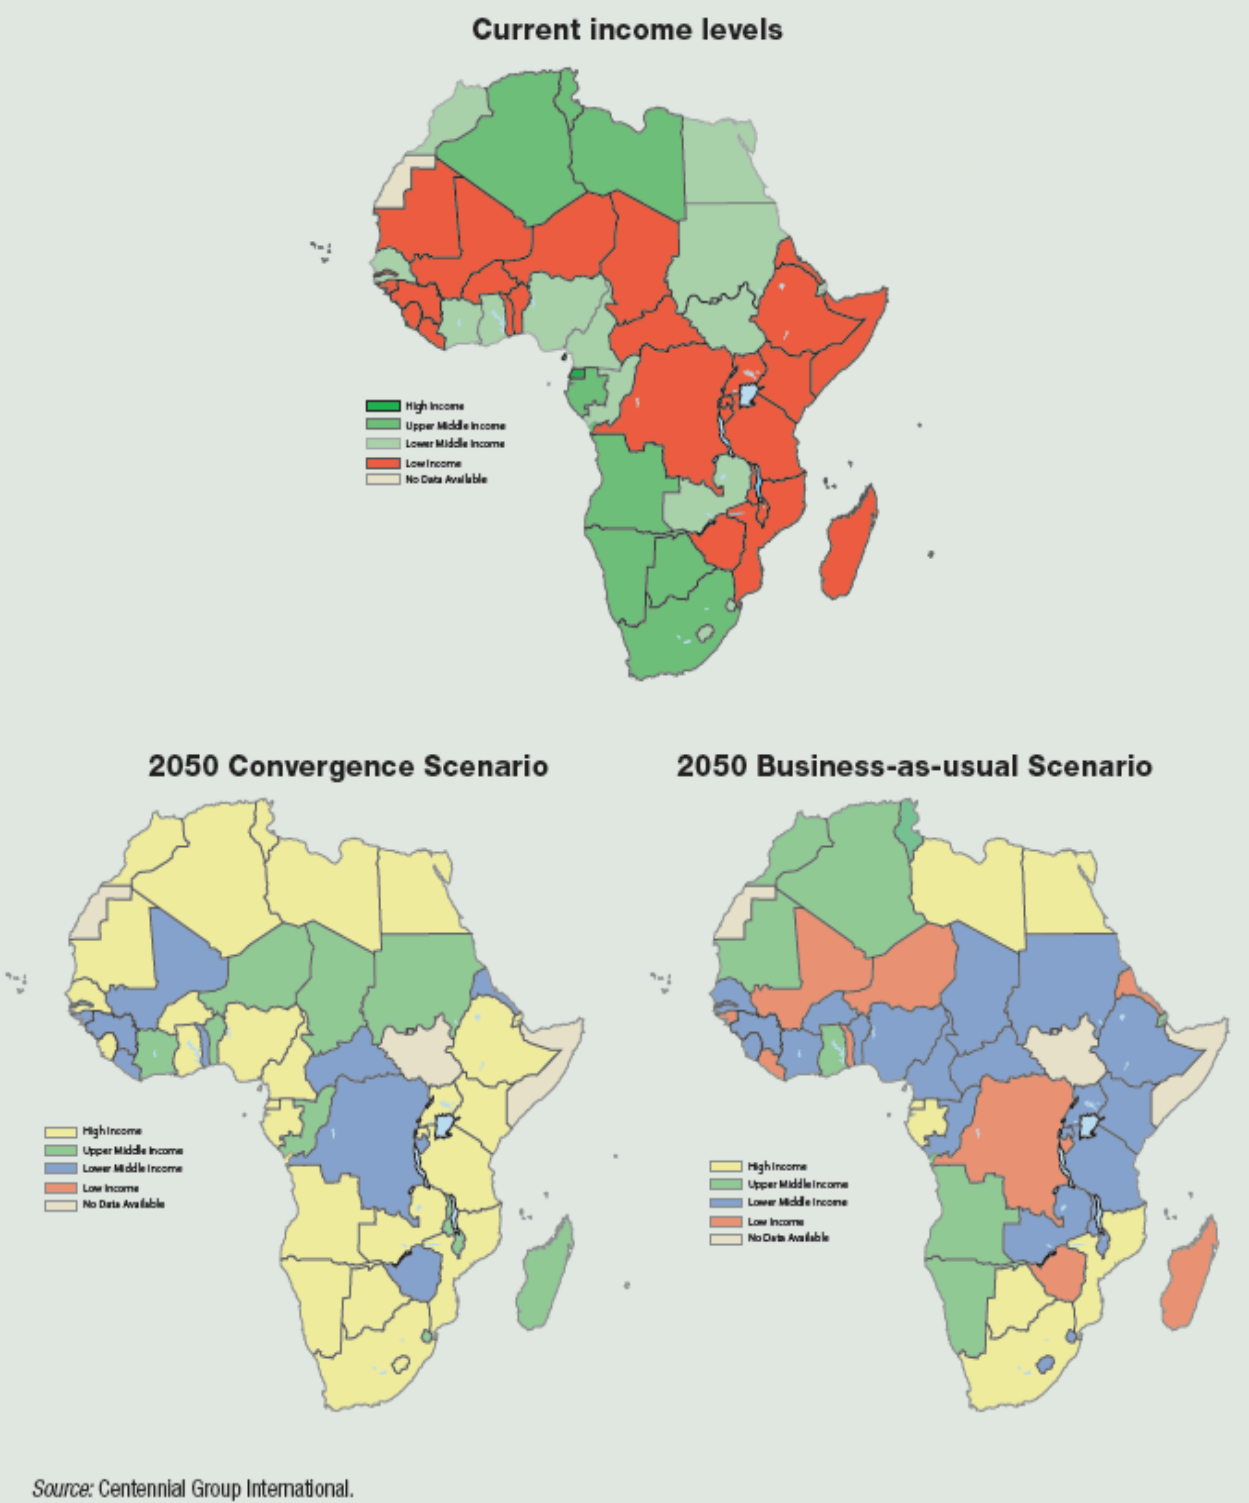 Current income levels
High Income
Upper Middle Income
Lower Middle Income
Low Income
No Data Available
2050 Convergence Scenario
2050 Business-as-usual Scenario
High Income
Upper Middle Income
Lower Middle Income
Low Income
No Data Available
High Income
Upper Middle Income
Lower Middle Income
Low Income
No Data Available
Source: Centennial Group International.